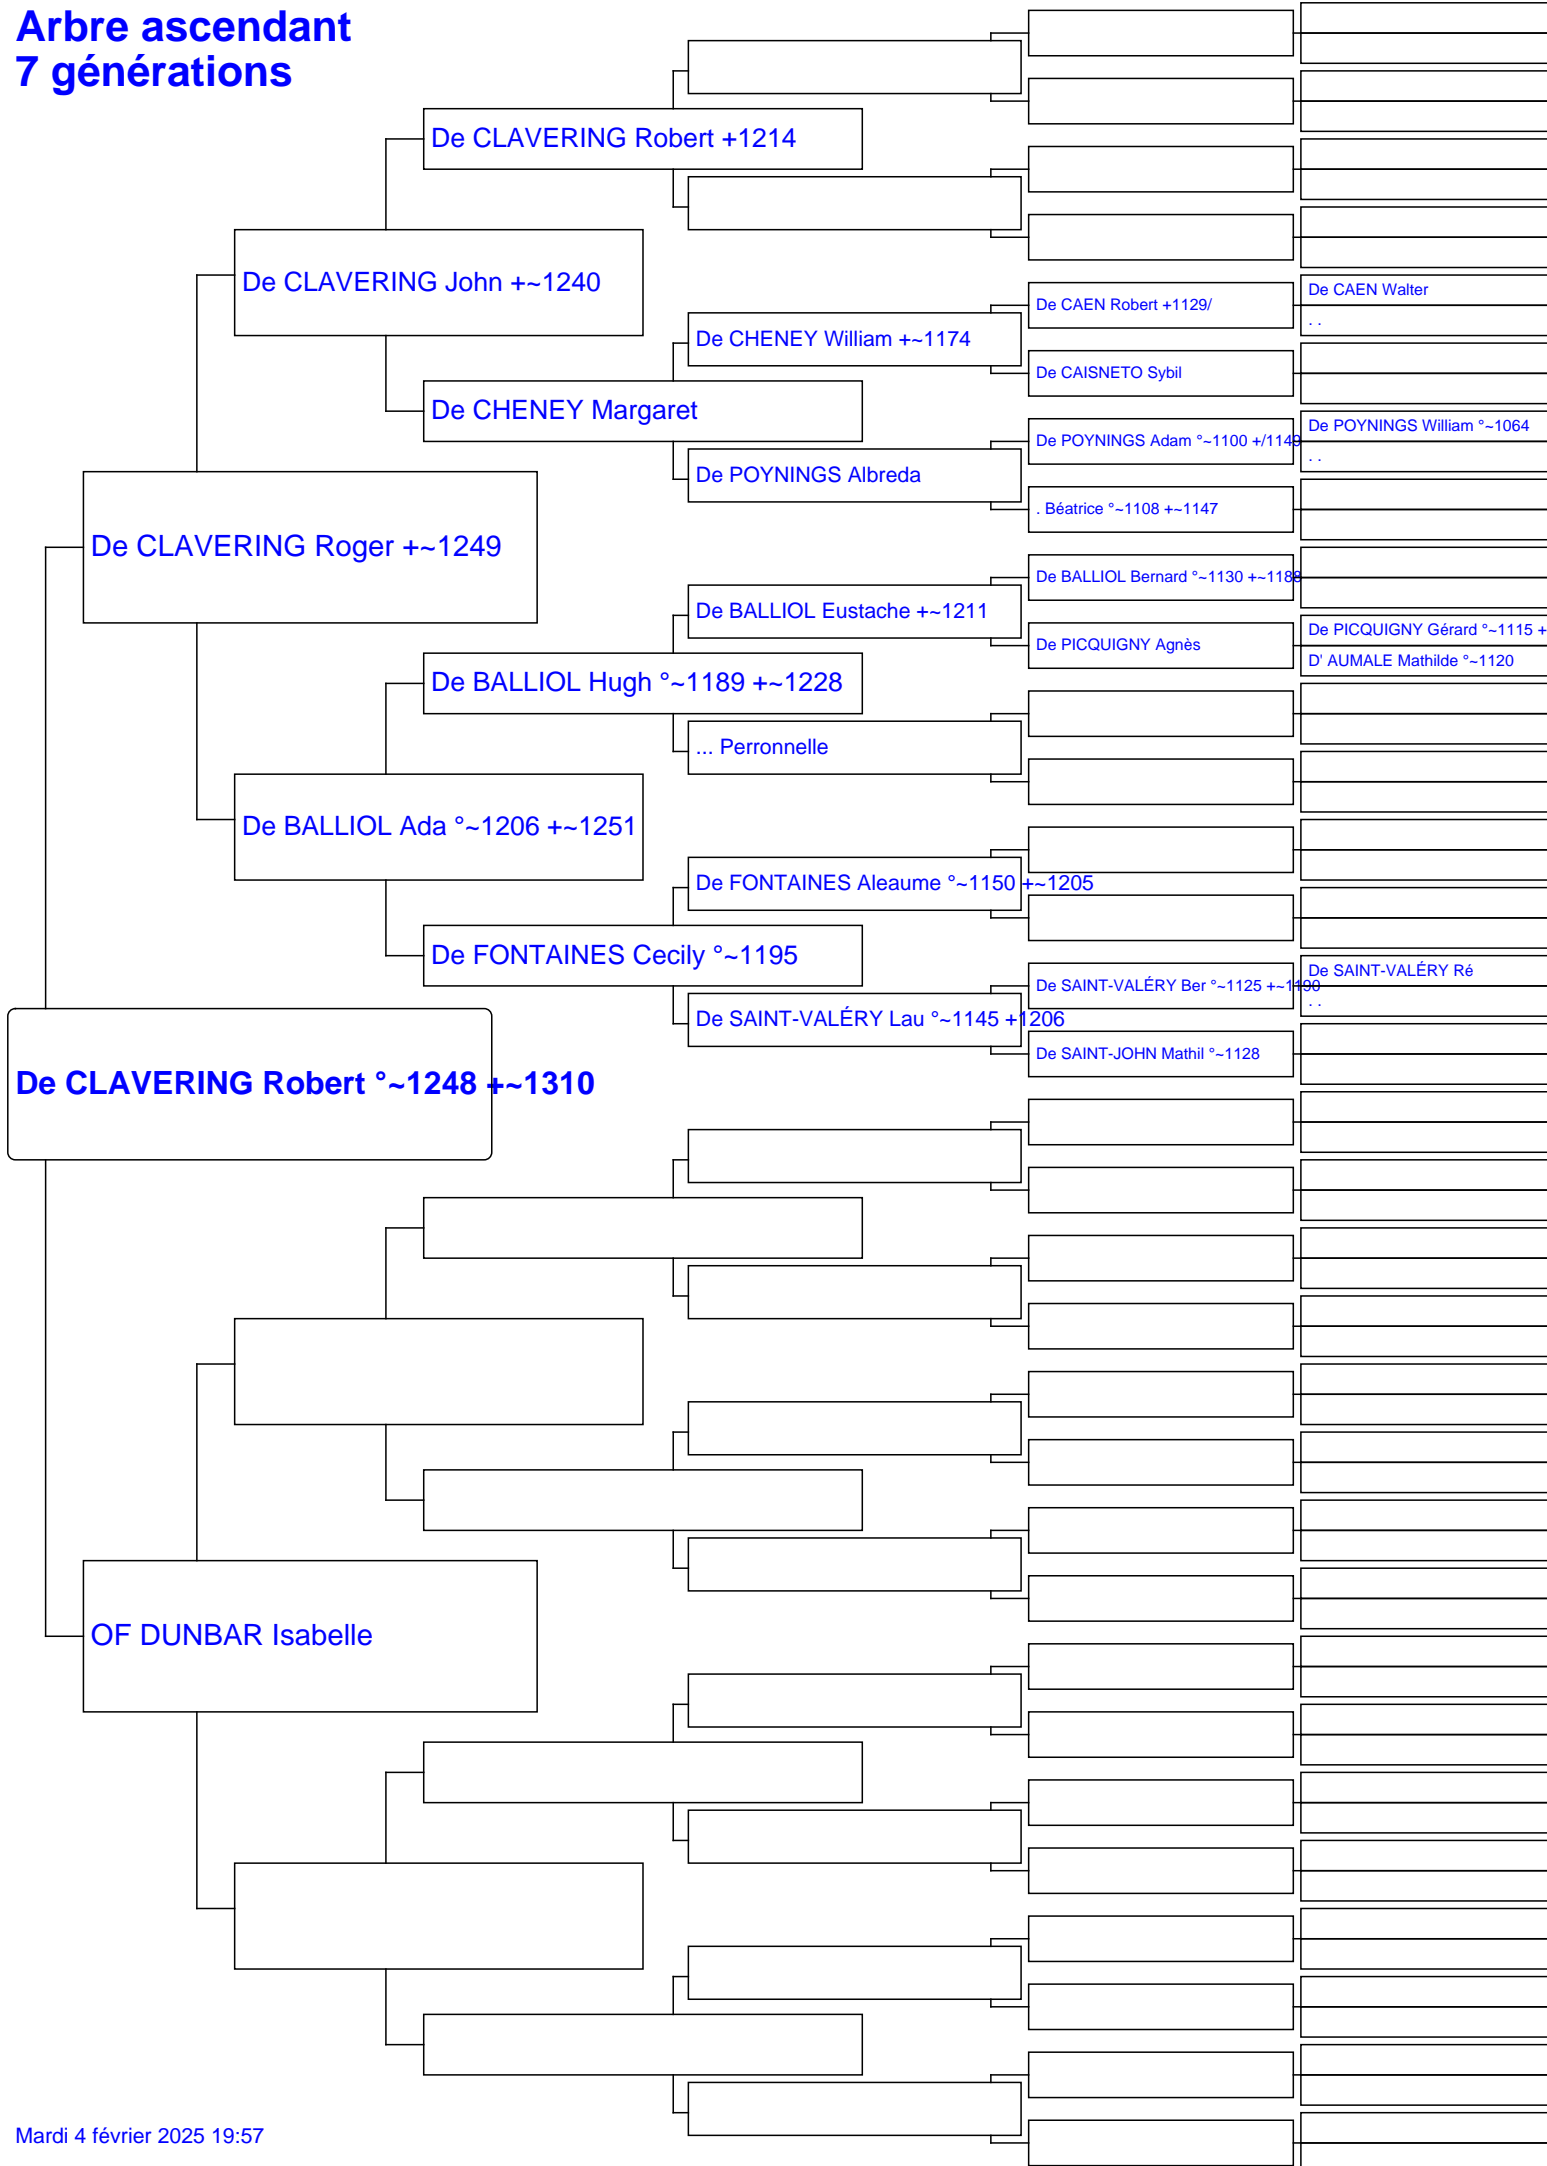 Arbre ascendant
7 générations
De CLAVERING Robert +1214
De CLAVERING John +~1240
De CAEN Walter
De CAEN Robert +1129/
. .
De CHENEY William +~1174
De CAISNETO Sybil
De CHENEY Margaret
De POYNINGS William °~1064
De POYNINGS Adam °~1100 +/1149
. .
De POYNINGS Albreda
. Béatrice °~1108 +~1147
De CLAVERING Roger +~1249
De BALLIOL Bernard °~1130 +~1188
De BALLIOL Eustache +~1211
De PICQUIGNY Gérard °~1115 +
De PICQUIGNY Agnès
D' AUMALE Mathilde °~1120
De BALLIOL Hugh °~1189 +~1228
... Perronnelle
De BALLIOL Ada °~1206 +~1251
De FONTAINES Aleaume °~1150 +~1205
De FONTAINES Cecily °~1195
De SAINT-VALÉRY Ré
De SAINT-VALÉRY Ber °~1125 +~1190
. .
De SAINT-VALÉRY Lau °~1145 +1206
De SAINT-JOHN Mathil °~1128
De CLAVERING Robert °~1248 +~1310
OF DUNBAR Isabelle
Mardi 4 février 2025 19:57